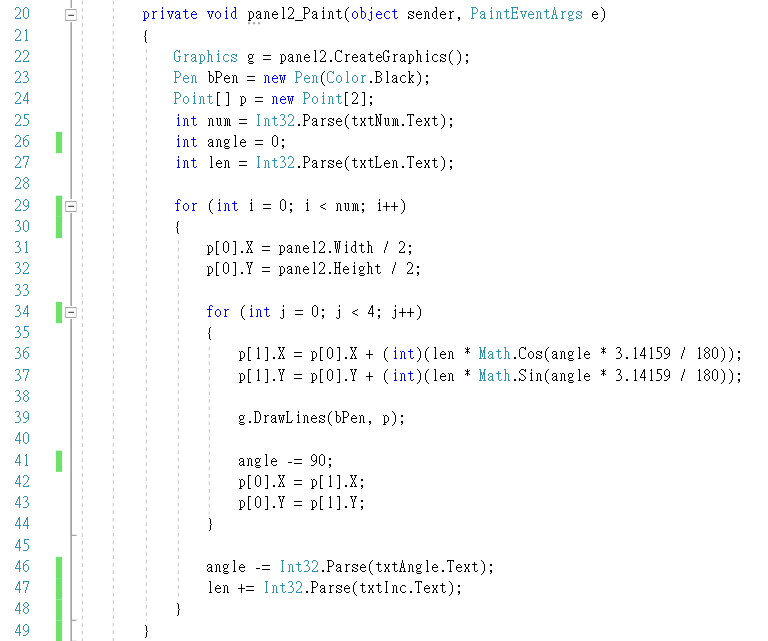 20 private void panel2_Paint(object sender, PaintEventArgs e)
21 {
22 Graphics g = panel2.CreateGraphics();
23 Pen bPen = new Pen(Color.Black);
24 Point[] p = new Point[2];
25 int num = Int32.Parse(txtNum.Text);
26 int angle = 0;
27 int len = Int32.Parse(txtLen.Text);
28
29 for (int i = 0; i < num; i++)
30 {
31 p[0].X = panel2.Width / 2;
32 p[0].Y = panel2.Height / 2;
33
34 for (int j = 0; j < 4; j++)
35 {
36 p[1].X = p[0].X + (int)(len * Math.Cos(angle * 3.14159 / 180));
37 p[1].Y = p[0].Y + (int)(len * Math.Sin(angle * 3.14159 / 180));
38
39 g.DrawLines(bPen, p);
40
41 angle -= 90;
42 p[0].X = p[1].X;
43 p[0].Y = p[1].Y;
44 }
45
46 angle -= Int32.Parse(txtAngle.Text);
47 len += Int32.Parse(txtInc.Text);
48 }
49 }